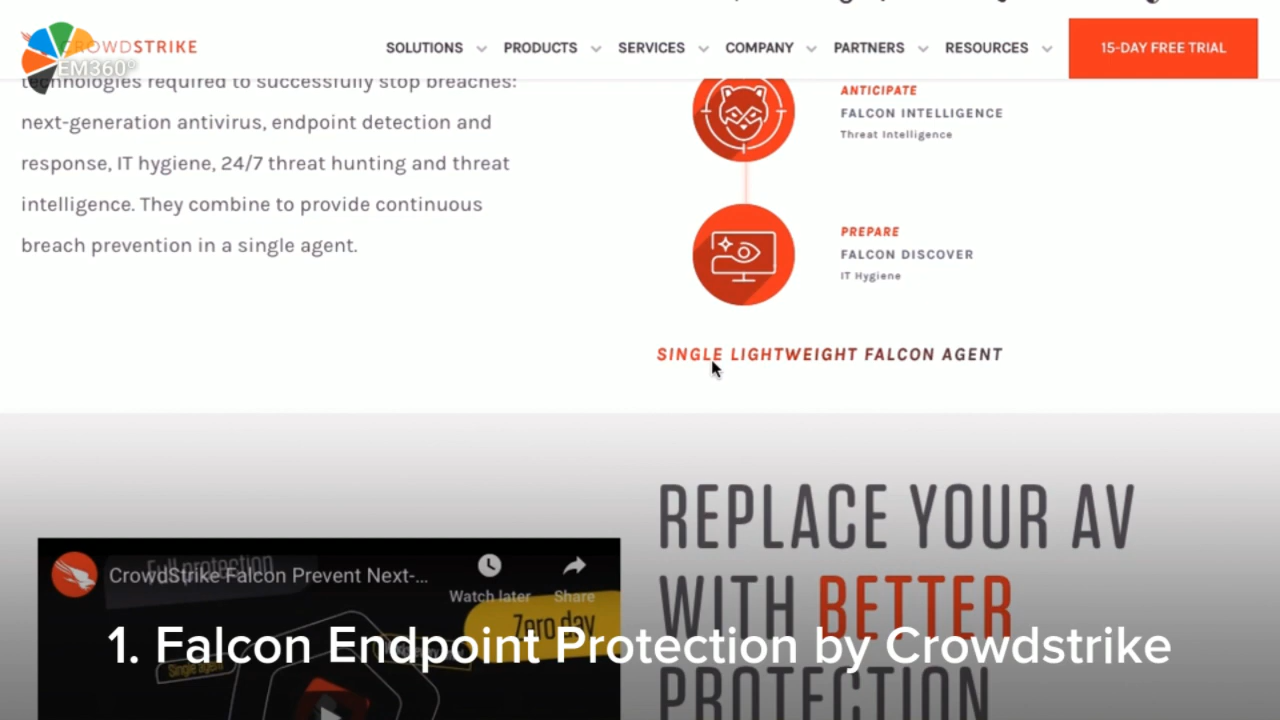 CROWDSTRIKE
EM360°
SOLUTIONS
PRODUCTS
SERVICES
COMPANY
PARTNERS
RESOURCES
15-DAY FREE TRIAL
technologies required to successfully stop breaches:
next-generation antivirus, endpoint detection and
response, IT hygiene, 24/7 threat hunting and threat
intelligence. They combine to provide continuous
breach prevention in a single agent.
ANTICIPATE
FALCON INTELLIGENCE
Threat Intelligence
PREPARE
FALCON DISCOVER
IT Hygiene
SINGLE LIGHTWEIGHT FALCON AGENT
REPLACE YOUR AV
WITH BETTER
PROTECTION
Full protection
CrowdStrike Falcon Prevent Next-...
Watch later
Share
Zero day
Single agent
1. Falcon Endpoint Protection by Crowdstrike